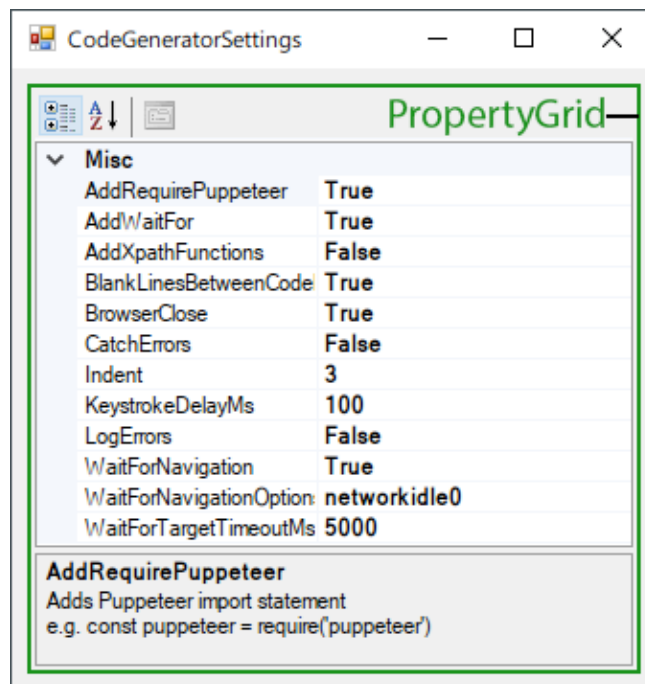 CodeGeneratorSettings
PropertyGrid
Misc
AddRequirePuppeteer True
AddWaitFor True
AddXpathFunctions False
BlankLinesBetweenCode True
BrowserClose True
CatchErrors False
Indent 3
KeystrokeDelayMs 100
LogErrors False
WaitForNavigation True
WaitForNavigationOption networkidle0
WaitForTargetTimeoutMs 5000
AddRequirePuppeteer
Adds Puppeteer import statement
e.g. const puppeteer = require('puppeteer')